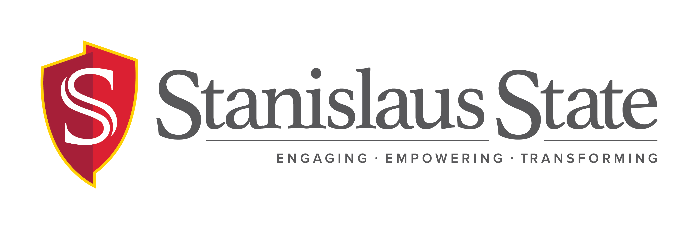 S
Stanislaus State
ENGAGING · EMPOWERING · TRANSFORMING